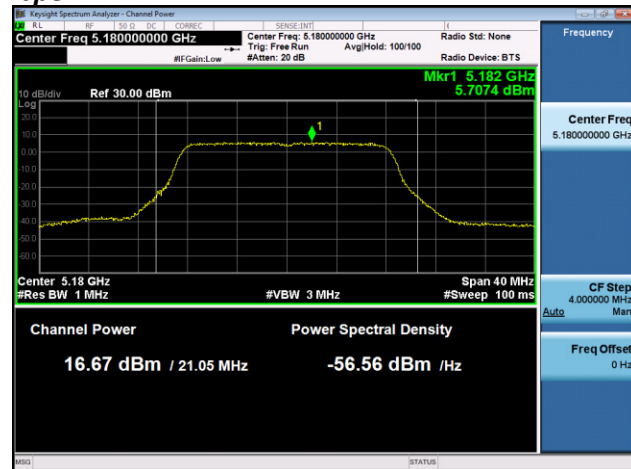 Keysight Spectrum Analyzer - Channel Power
RL RF 50 Ω DC CORREC SENSE:INT
Center Freq 5.180000000 GHz
Center Freq: 5.180000000 GHz
Radio Std: None
Trig: Free Run Avg|Hold: 100/100
#IFGain:Low
#Atten: 20 dB
Radio Device: BTS
Mkr1 5.182 GHz
5.7074 dBm
10 dB/div Ref 30.00 dBm
Log
20.0
10.0
0.00
-10.0
-20.0
-30.0
-40.0
-50.0
-60.0
1
Center 5.18 GHz
Span 40 MHz
#Res BW 1 MHz
#VBW 3 MHz
#Sweep 100 ms
Channel Power
Power Spectral Density
16.67 dBm / 21.05 MHz
-56.56 dBm /Hz
MSG
STATUS
Frequency
Center Freq
5.180000000 GHz
CF Step
4.000000 MHz
Auto Man
Freq Offset
0 Hz